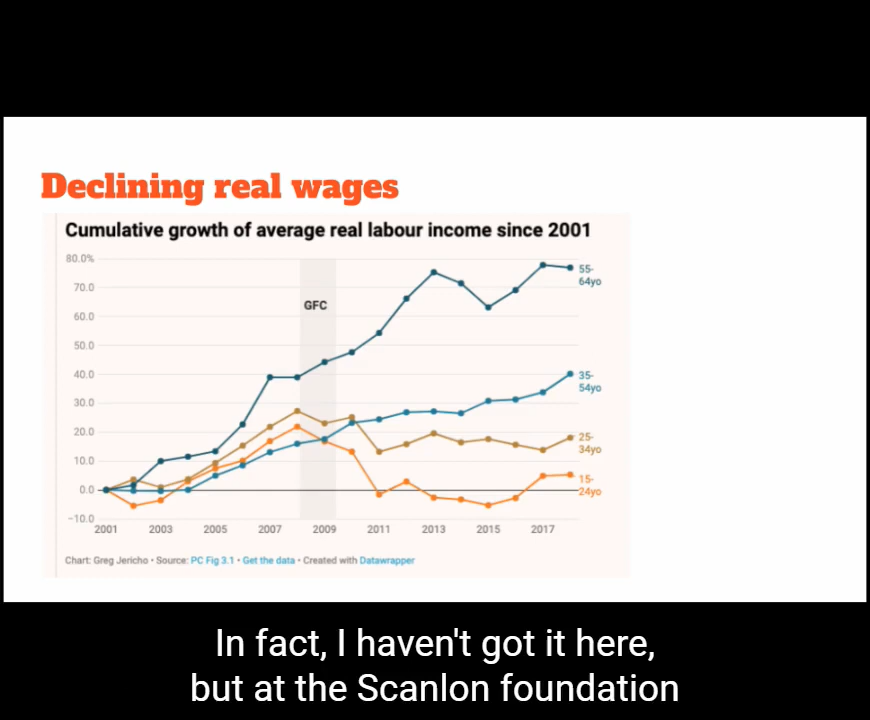 Declining real wages
Cumulative growth of average real labour income since 2001
80.0%
70.0
60.0
50.0
40.0
30.0
20.0
10.0
0.0
-10.0
GFC
55-
64yo
35-
54yo
25-
34yo
15-
24yo
2001 2003 2005 2007 2009 2011 2013 2015 2017
Chart: Greg Jericho • Source: PC Fig 3.1 • Get the data • Created with Datawrapper
In fact, I haven't got it here,
but at the Scanlon foundation